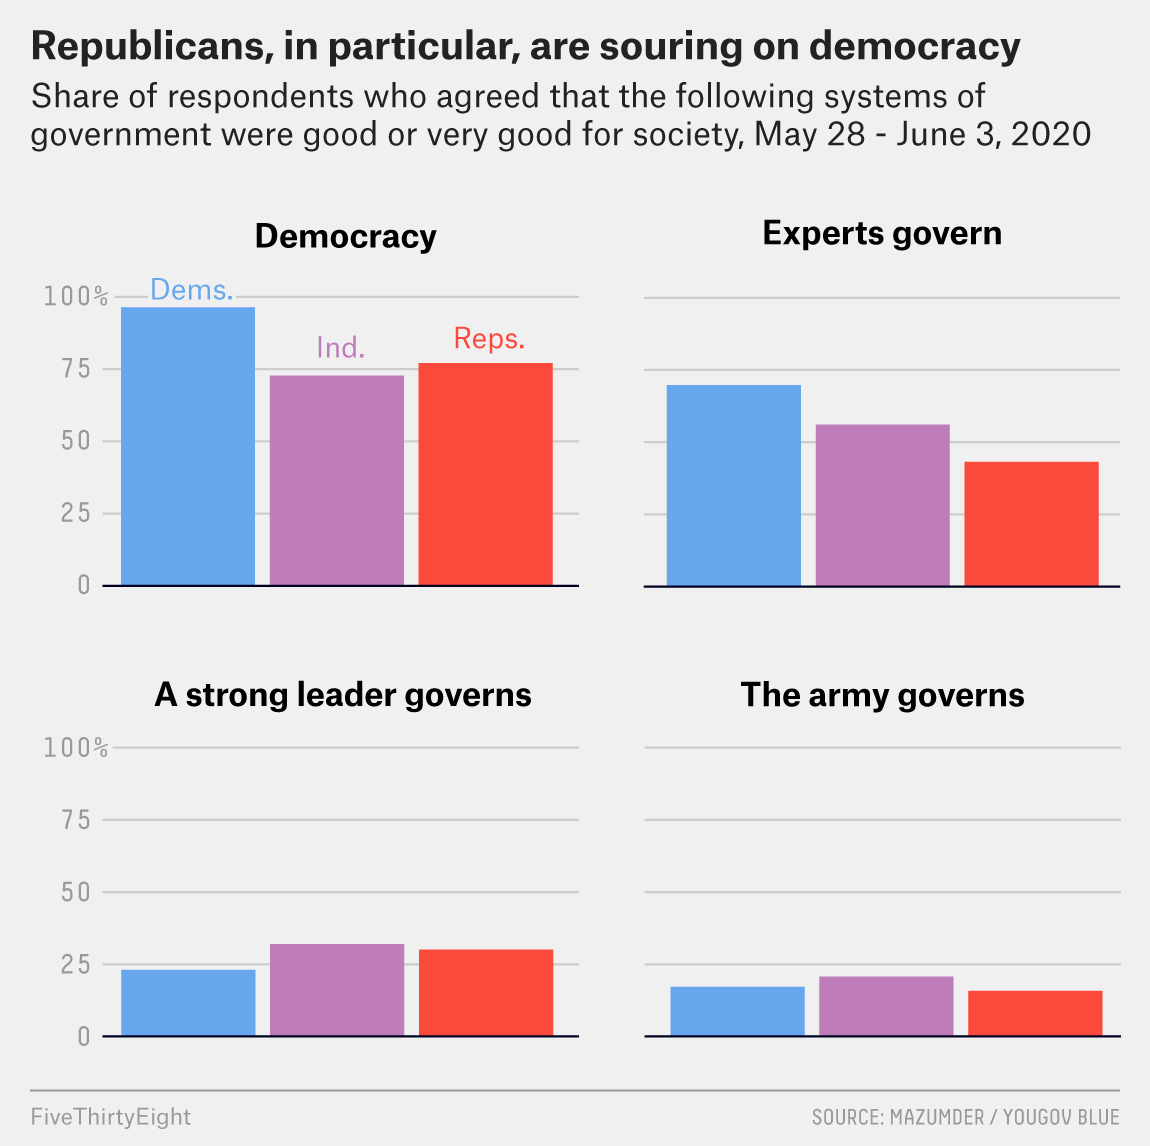 Republicans, in particular, are souring on democracy
Share of respondents who agreed that the following systems of
government were good or very good for society, May 28 - June 3, 2020
Democracy
Experts govern
100%
Dems.
Ind.
Reps.
75
50
25
0
A strong leader governs
The army governs
100%
75
50
25
0
FiveThirtyEight
SOURCE: MAZUMDER / YOUGOV BLUE